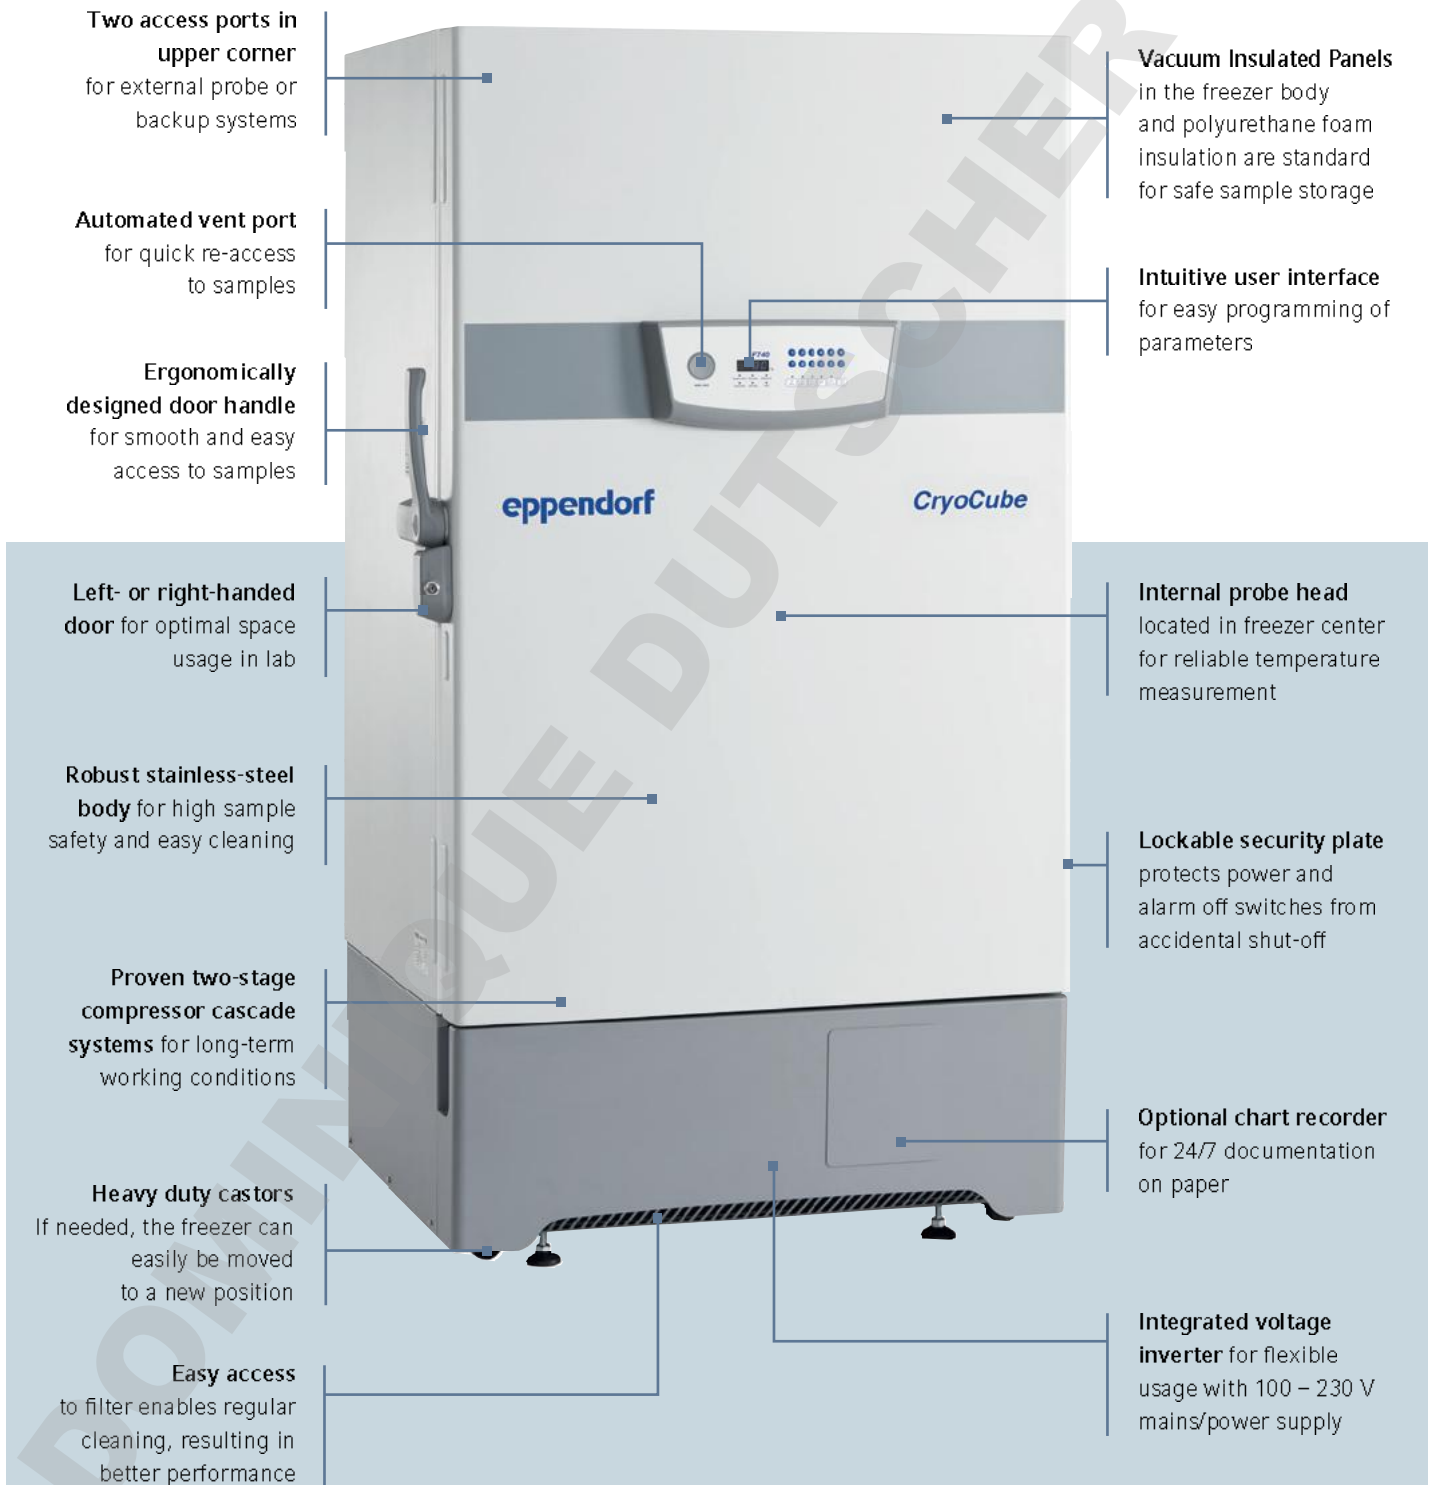 Two access ports in
upper corner
for external probe or
backup systems
Automated vent port
for quick re-access
to samples
Ergonomically
designed door handle
for smooth and easy
access to samples
Left- or right-handed
door for optimal space
usage in lab
Robust stainless-steel
body for high sample
safety and easy cleaning
Proven two-stage
compressor cascade
systems for long-term
working conditions
Heavy duty castors
If needed, the freezer can
easily be moved
to a new position
Easy access
to filter enables regular
cleaning, resulting in
better performance
F740
eppendorf
CryoCube
Vacuum Insulated Panels
in the freezer body
and polyurethane foam
insulation are standard
for safe sample storage
Intuitive user interface
for easy programming of
parameters
Internal probe head
located in freezer center
for reliable temperature
measurement
Lockable security plate
protects power and
alarm off switches from
accidental shut-off
Optional chart recorder
for 24/7 documentation
on paper
Integrated voltage
inverter for flexible
usage with 100 – 230 V
mains/power supply
DOMINIQUE DUTSCHER